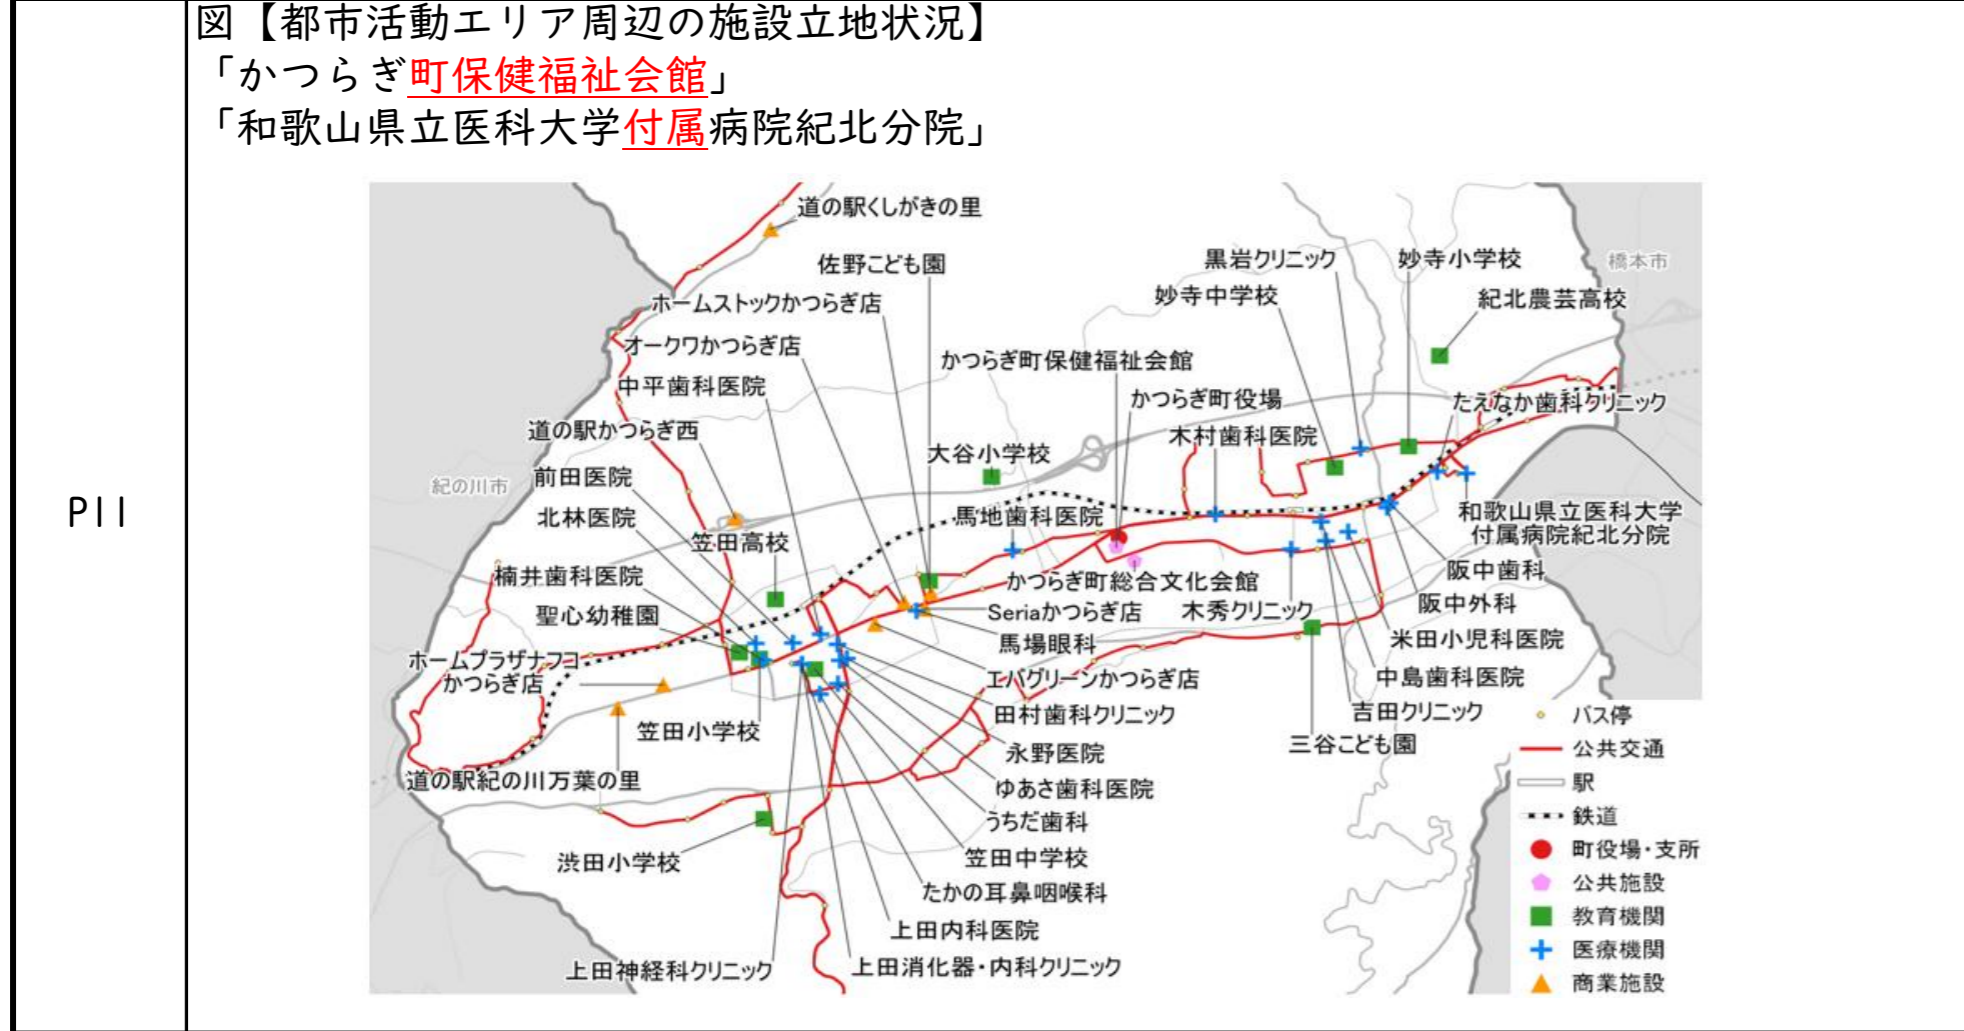 P11
図【都市活動エリア周辺の施設立地状況】
「かつらぎ町保健福祉会館」
「和歌山県立医科大学付属病院紀北分院」
道の駅くしがきの里
佐野こども園
黒岩クリニック
妙寺小学校
橋本市
ホームストックかつらぎ店
妙寺中学校
紀北農芸高校
オークワかつらぎ店
かつらぎ町保健福祉会館
中平歯科医院
かつらぎ町役場
たえなか歯科クリニック
道の駅かつらぎ西
木村歯科医院
大谷小学校
前田医院
紀の川市
北林医院
馬地歯科医院
和歌山県立医科大学
付属病院紀北分院
笠田高校
楠井歯科医院
かつらぎ町総合文化会館
阪中歯科
聖心幼稚園
Seriaかつらぎ店
木秀クリニック
阪中外科
馬場眼科
米田小児科医院
ホームプラザナフコ
かつらぎ店
エバグリーンかつらぎ店
中島歯科医院
田村歯科クリニック
吉田クリニック
笠田小学校
三谷こども園
永野医院
道の駅紀の川万葉の里
ゆあさ歯科医院
うちだ歯科
渋田小学校
笠田中学校
たかの耳鼻咽喉科
上田内科医院
上田神経科クリニック
上田消化器・内科クリニック
バス停
公共交通
駅
鉄道
町役場・支所
公共施設
教育機関
医療機関
商業施設